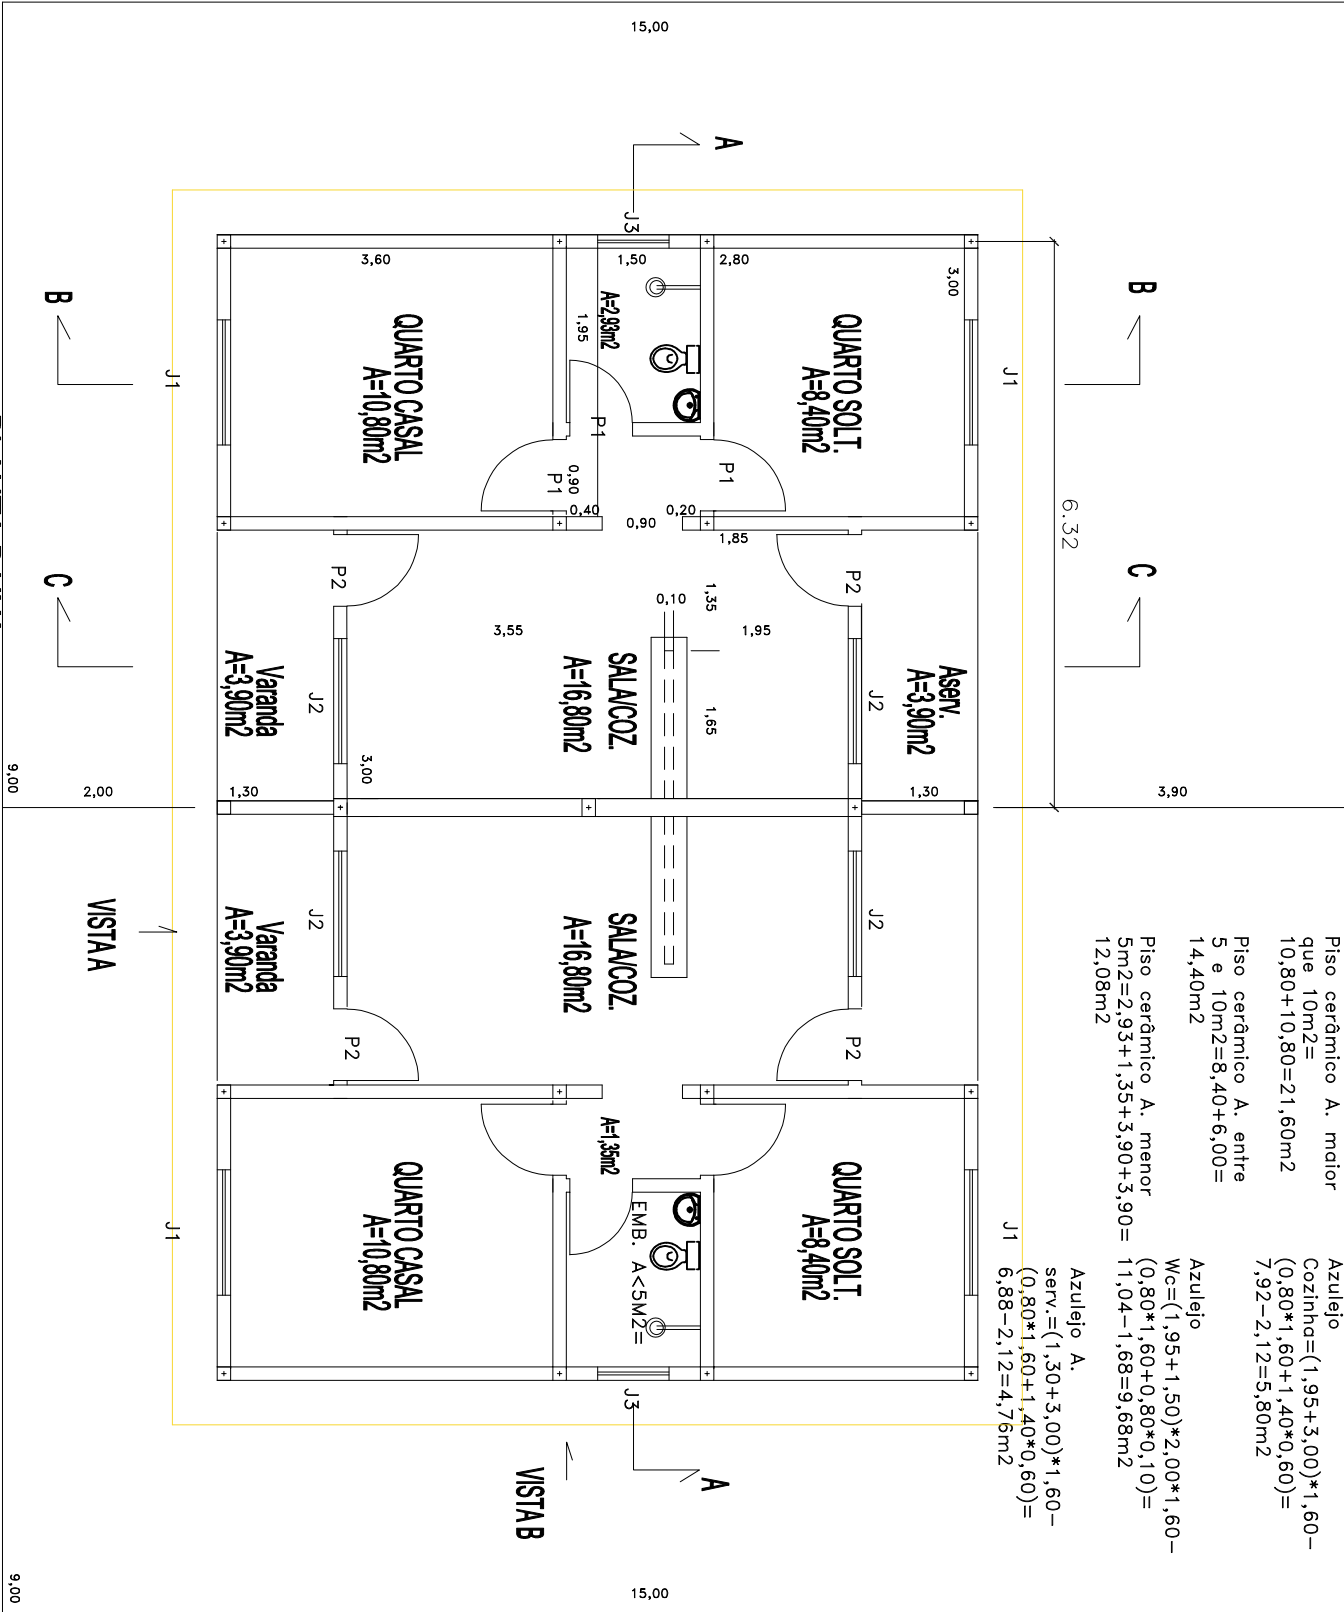 15,00
A
J3
3,60
1,50
2,80
3,00
B
B
QUARTO CASAL
A=10,80m2
A=2,93m2
1,95
QUARTO SOLT.
A=8,40m2
J1
J1
P1
P1
0,90
P1
0,40
0,90
0,20
1,85
6.32
C
C
P2
P2
3,55
0,10
1,35
1,95
1,65
Varanda
A=3,90m2
J2
SALA/COZ.
A=16,80m2
J2
Aserv.
A=3,90m2
3,00
9,00
2,00
1,30
1,30
3,90
VISTA A
Varanda
A=3,90m2
J2
SALA/COZ.
A=16,80m2
J2
P2
P2
A=1,35m2
QUARTO CASAL
A=10,80m2
EMB. A<5M2=
QUARTO SOLT.
A=8,40m2
J1
J1
J3
A
VISTA B
15,00
9,00
Piso cerâmico A. maior
que 10m2=
10,80+10,80=21,60m2
Piso cerâmico A. entre
5 e 10m2=8,40+6,00=
14,40m2
Piso cerâmico A. menor
5m2=2,93+1,35+3,90+3,90=
12,08m2
Azulejo
Cozinha=(1,95+3,00)*1,60-
(0,80*1,60+1,40*0,60)=
7,92-2,12=5,80m2
Azulejo
Wc=(1,95+1,50)*2,00*1,60-
(0,80*1,60+0,80*0,10)=
11,04-1,68=9,68m2
Azulejo A.
serv.=(1,30+3,00)*1,60-
(0,80*1,60+1,40*0,60)=
6,88-2,12=4,76m2